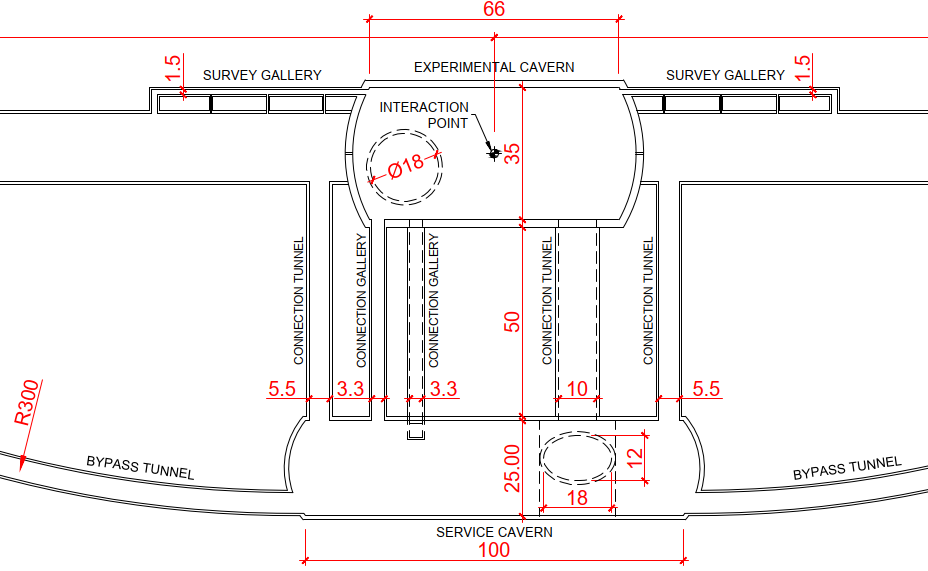 66
1.5
SURVEY GALLERY
EXPERIMENTAL CAVERN
SURVEY GALLERY
1.5
INTERACTION
POINT
Ø18
35
CONNECTION TUNNEL
CONNECTION GALLERY
CONNECTION GALLERY
50
CONNECTION TUNNEL
CONNECTION TUNNEL
5.5
3.3
3.3
10
5.5
R300
BYPASS TUNNEL
25.00
12
18
BYPASS TUNNEL
SERVICE CAVERN
100